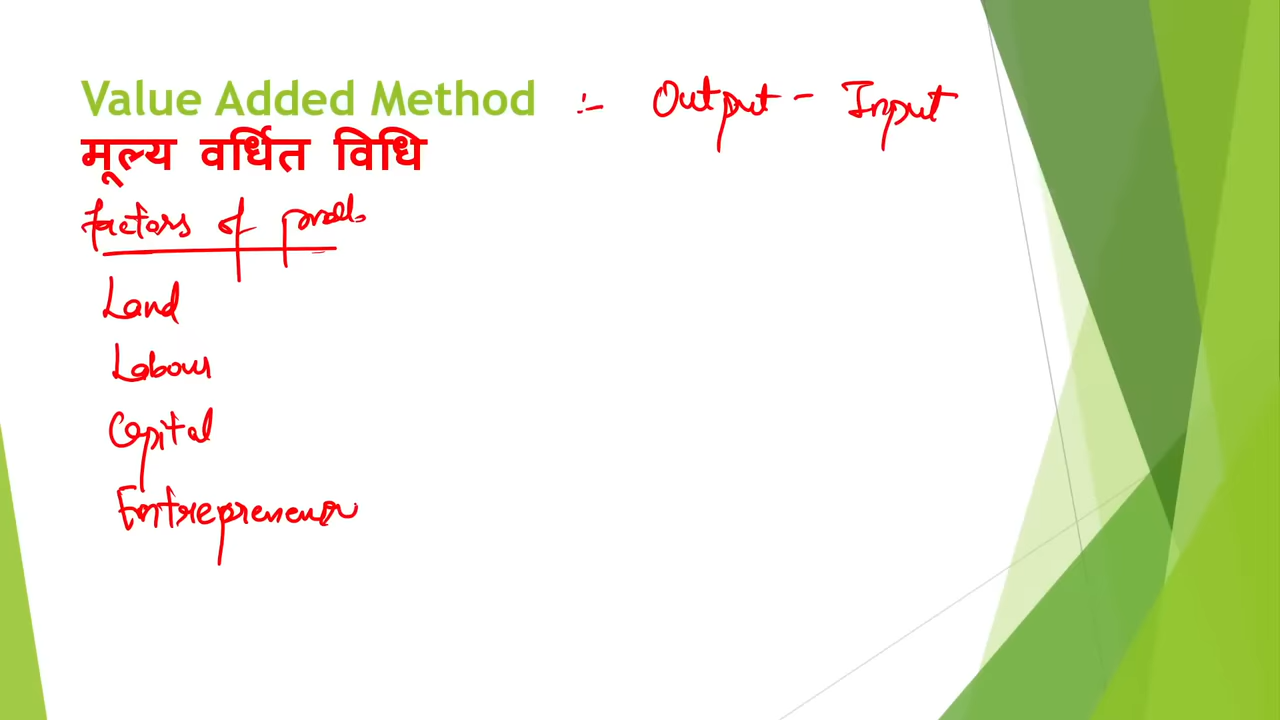 Value Added Method :- Output - Input
मूल्य वर्धित विधि
factors of prodn
Land
Labour
Capital
Entrepreneur